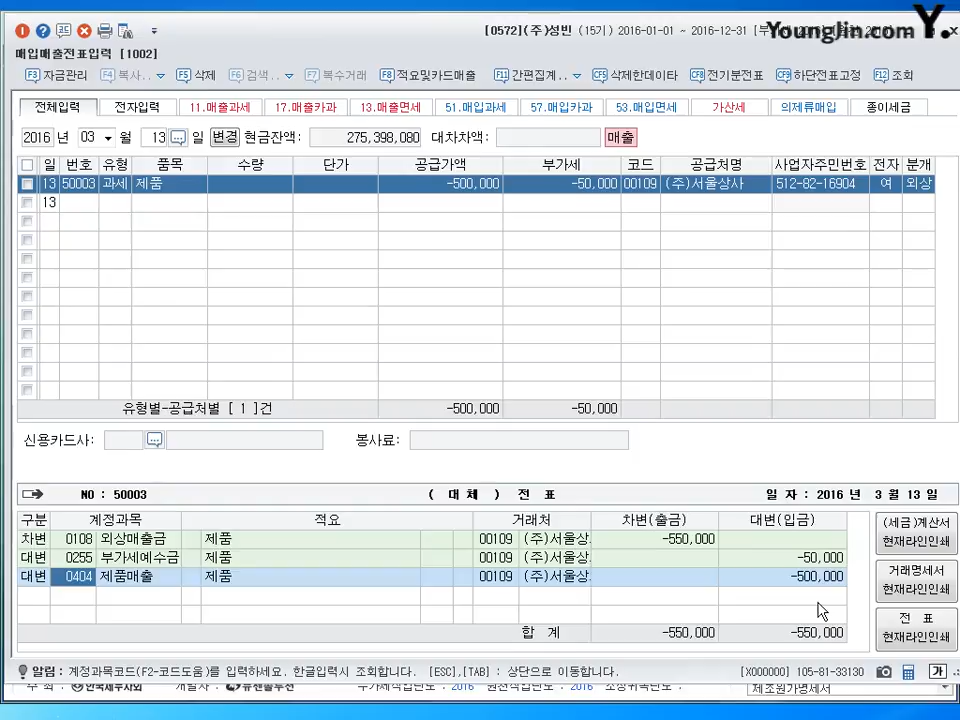 [0572](주)성빈 (15기) 2016-01-01 ~ 2016-12-31
Younglin.com Y.
매입매출전표입력 [1002]
F3 자금관리 F4 복사.. F5 삭제 F6 검색.. F7 복수거래 F8 적요및카드매출 F11 간편집계.. CF5 삭제한데이타 CF8 전기분전표 CF9 하단전표고정 F12 조회
전체입력 전자입력 11.매출과세 17.매출카과 13.매출면세 51.매입과세 57.매입카과 53.매입면세 가산세 의제류매입 종이세금
2016 년 03 월 13 일 변경 현금잔액: 275,398,080 대차차액: 매출
일 번호 유형 품목 수량 단가 공급가액 부가세 코드 공급처명 사업자주민번호 전자 분개
13 50003 과세 제품 -500,000 -50,000 00109 (주)서울상사 512-82-16904 여 외상
13
유형별-공급처별 [ 1 ]건 -500,000 -50,000
신용카드사: 봉사료:
NO : 50003 ( 대 체 ) 전 표 일 자 : 2016 년 3 월 13 일
구분 계정과목 적요 거래처 차변(출금) 대변(입금)
차변 0108 외상매출금 제품 00109 (주)서울상. -550,000
대변 0255 부가세예수금 제품 00109 (주)서울상. -50,000
대변 0404 제품매출 제품 00109 (주)서울상. -500,000
합 계 -550,000 -550,000
(세금)계산서
현재라인인쇄
거래명세서
현재라인인쇄
전 표
현재라인인쇄
알림 : 계정과목코드(F2-코드도움)를 입력하세요. 한글입력시 조회합니다. [ESC],[TAB] : 상단으로 이동합니다. [X000000] 105-81-33130 가